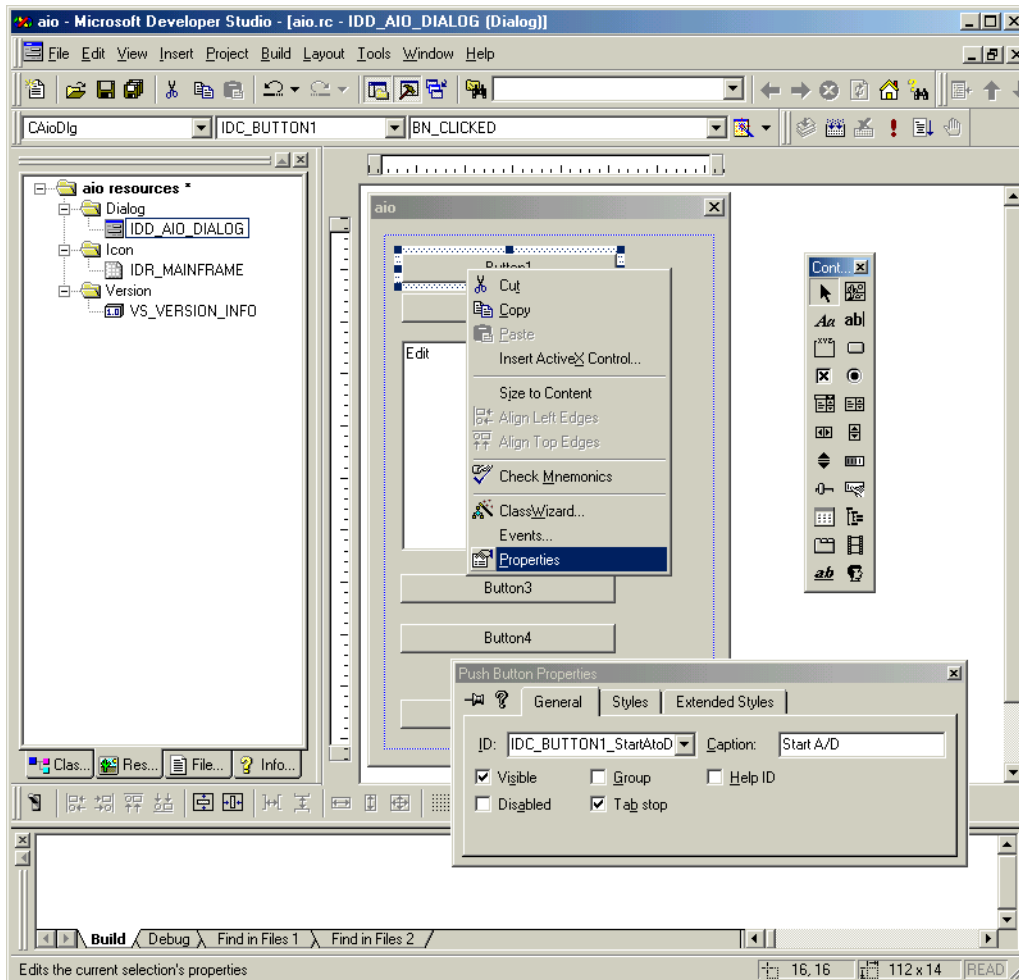 aio - Microsoft Developer Studio - [aio.rc - IDD_AIO_DIALOG (Dialog)]
File Edit View Insert Project Build Layout Tools Window Help
CAioDlg IDC_BUTTON1 BN_CLICKED
aio resources *
Dialog
IDD_AIO_DIALOG
Icon
IDR_MAINFRAME
Version
VS_VERSION_INFO
Clas... Res... File... Info...
aio
Button1
Edit
Cut
Copy
Paste
Insert ActiveX Control...
Size to Content
Align Left Edges
Align Top Edges
Check Mnemonics
ClassWizard...
Events...
Properties
Button3
Button4
Cont...
Aa ab|
XYZ
ab
Push Button Properties
General Styles Extended Styles
ID: IDC_BUTTON1_StartAtoD Caption: Start A/D
Visible Group Help ID
Disabled Tab stop
Build Debug Find in Files 1 Find in Files 2
Edits the current selection's properties 16, 16 112 x 14 READ